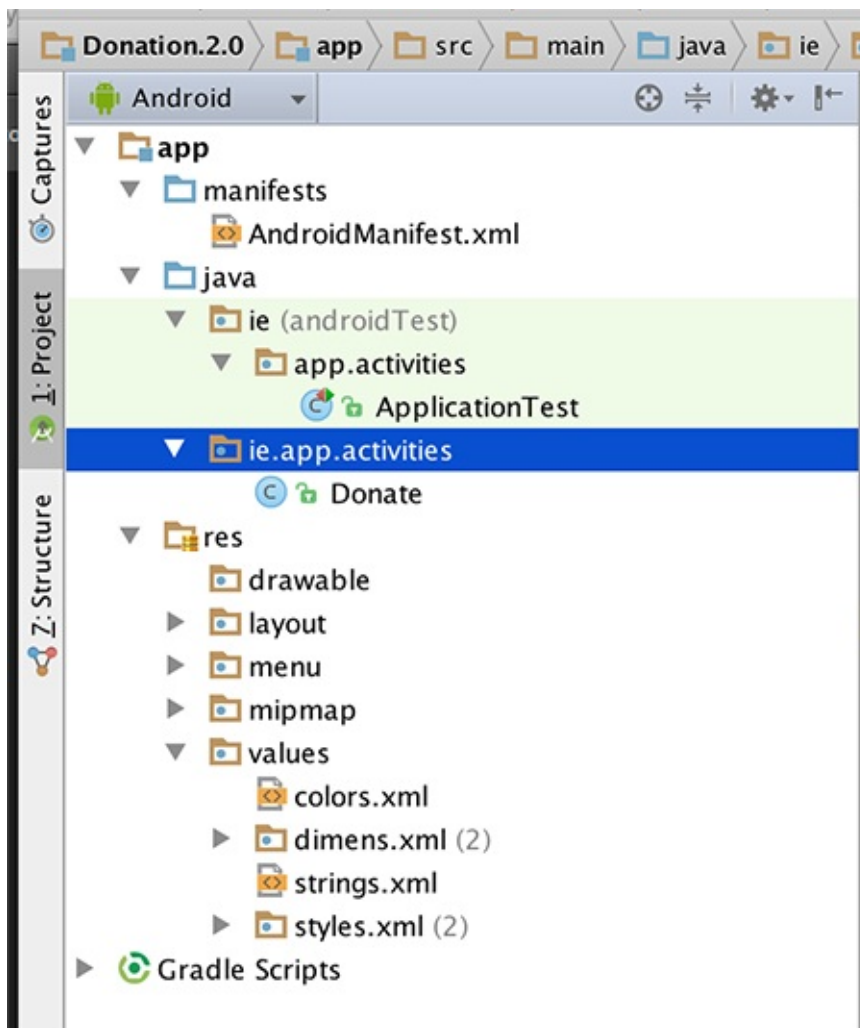 Donation.2.0 app src main java ie
Android
Captures
1: Project
Z: Structure
app
manifests
AndroidManifest.xml
java
ie (androidTest)
app.activities
ApplicationTest
ie.app.activities
Donate
res
drawable
layout
menu
mipmap
values
colors.xml
dimens.xml (2)
strings.xml
styles.xml (2)
Gradle Scripts